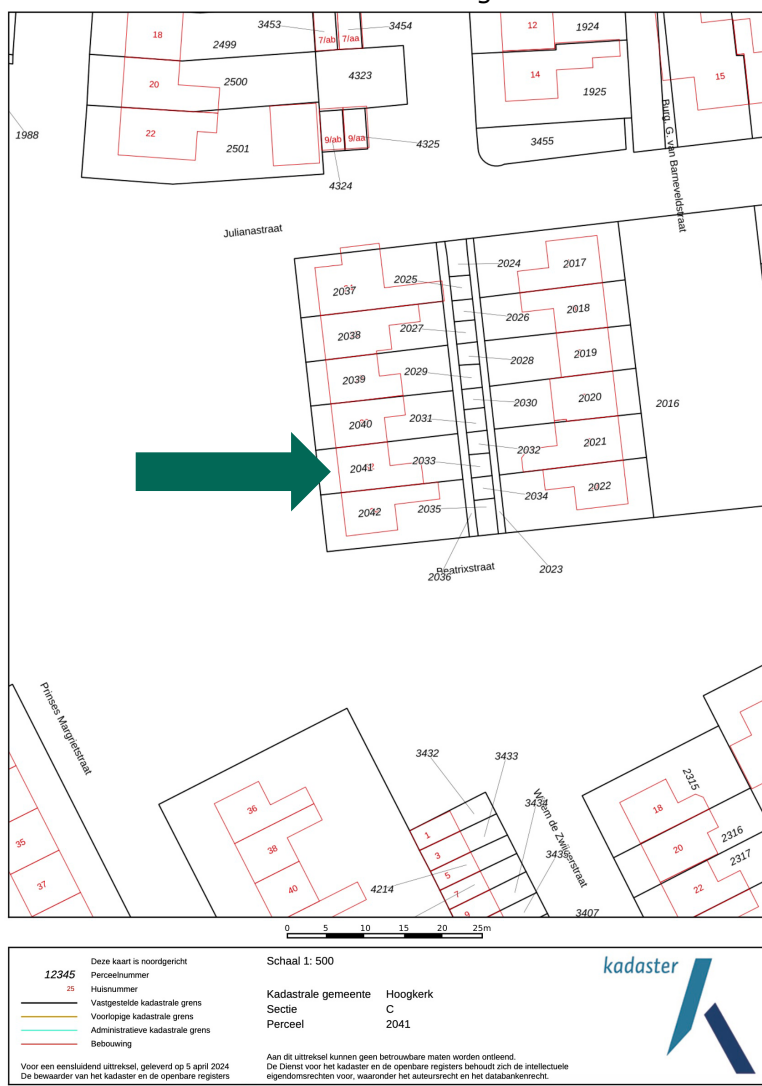 18
2499
3453
7/ab
7/aa
3454
12
1924
20
2500
4323
14
1925
15
1988
22
2501
9/ab
9/aa
4325
4324
3455
Burg. G. van Barneveldstraat
Julianastraat
2037
2025
2024
2017
2038
2027
2026
2018
2039
2029
2028
2019
2040
2031
2030
2020
2016
2041
2033
2032
2021
2042
2035
2034
2022
2036
Beatrixstraat
2023
Prinses Margrietstraat
3432
3433
3434
3435
Willem de Zwijgerstraat
2315
36
38
40
1
3
5
7
9
4214
18
20
22
2316
2317
35
37
3407
0 5 10 15 20 25m
Deze kaart is noordgericht
12345 Perceelnummer
25 Huisnummer
Vastgestelde kadastrale grens
Voorlopige kadastrale grens
Administratieve kadastrale grens
Bebouwing
Voor een eensluidend uittreksel, geleverd op 5 april 2024
De bewaarder van het kadaster en de openbare registers
Schaal 1: 500
Kadastrale gemeente Hoogkerk
Sectie C
Perceel 2041
Aan dit uittreksel kunnen geen betrouwbare maten worden ontleend.
De Dienst voor het kadaster en de openbare registers behoudt zich de intellectuele
eigendomsrechten voor, waaronder het auteursrecht en het databankenrecht.
kadaster